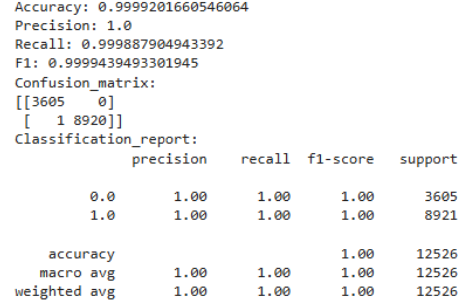 Accuracy: 0.9999201660546064
Precision: 1.0
Recall: 0.999887904943392
F1: 0.9999439493301945
Confusion_matrix:
[[3605    0]
 [   1 8920]]
Classification_report:
              precision    recall  f1-score   support

         0.0       1.00      1.00      1.00      3605
         1.0       1.00      1.00      1.00      8921

    accuracy                           1.00     12526
   macro avg       1.00      1.00      1.00     12526
weighted avg       1.00      1.00      1.00     12526